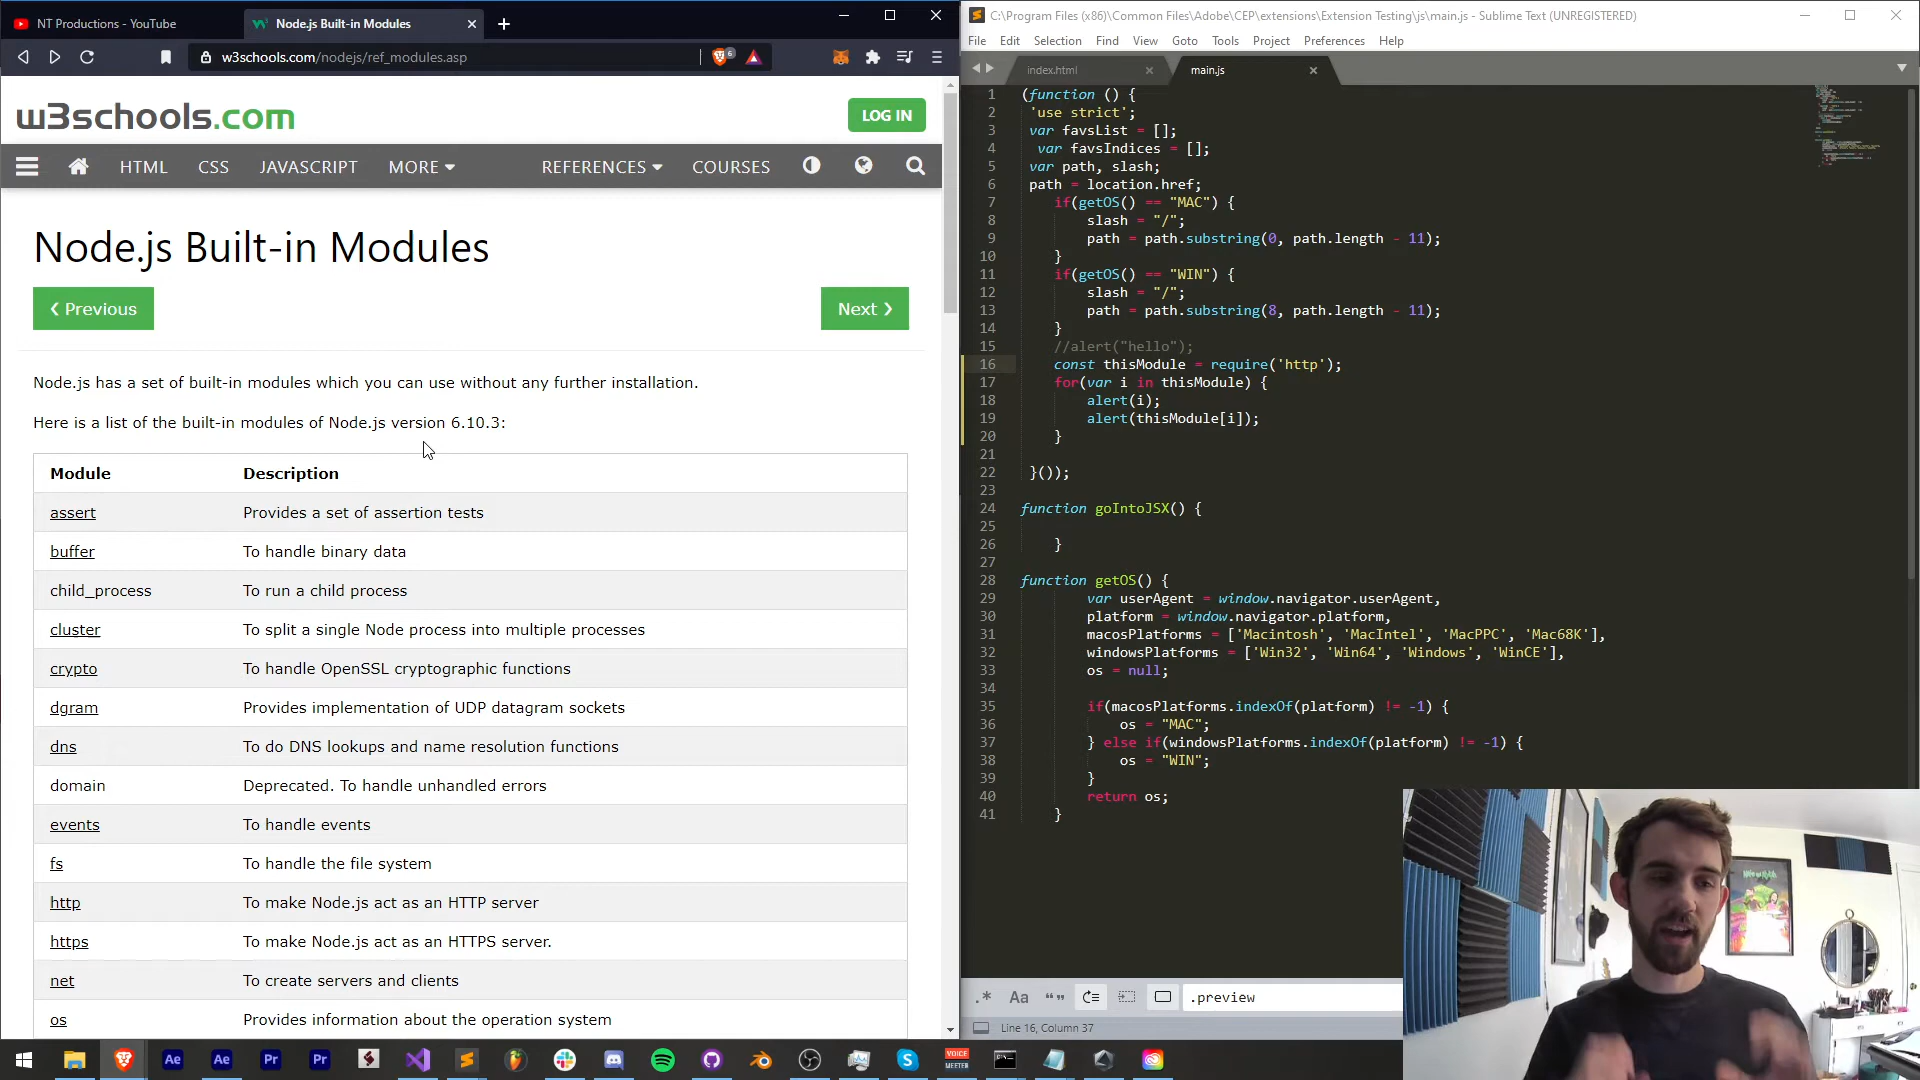 NT Productions - YouTube
Node.js Built-in Modules
w3schools.com/nodejs/ref_modules.asp
6
w3schools.com
LOG IN
HTML CSS JAVASCRIPT MORE REFERENCES COURSES
Node.js Built-in Modules
❮ Previous
Next ❯
Node.js has a set of built-in modules which you can use without any further installation.
Here is a list of the built-in modules of Node.js version 6.10.3:
Module Description
assert Provides a set of assertion tests
buffer To handle binary data
child_process To run a child process
cluster To split a single Node process into multiple processes
crypto To handle OpenSSL cryptographic functions
dgram Provides implementation of UDP datagram sockets
dns To do DNS lookups and name resolution functions
domain Deprecated. To handle unhandled errors
events To handle events
fs To handle the file system
http To make Node.js act as an HTTP server
https To make Node.js act as an HTTPS server.
net To create servers and clients
os Provides information about the operation system
C:\Program Files (x86)\Common Files\Adobe\CEP\extensions\Extension Testing\js\main.js - Sublime Text (UNREGISTERED)
File Edit Selection Find View Goto Tools Project Preferences Help
index.html
main.js
1 (function () {
2 'use strict';
3 var favsList = [];
4 var favsIndices = [];
5 var path, slash;
6 path = location.href;
7 if(getOS() == "MAC") {
8 slash = "/";
9 path = path.substring(0, path.length - 11);
10 }
11 if(getOS() == "WIN") {
12 slash = "/";
13 path = path.substring(8, path.length - 11);
14 }
15 //alert("hello");
16 const thisModule = require('http');
17 for(var i in thisModule) {
18 alert(i);
19 alert(thisModule[i]);
20 }
21
22 }());
23
24 function goIntoJSX() {
25
26 }
27
28 function getOS() {
29 var userAgent = window.navigator.userAgent,
30 platform = window.navigator.platform,
31 macosPlatforms = ['Macintosh', 'MacIntel', 'MacPPC', 'Mac68K'],
32 windowsPlatforms = ['Win32', 'Win64', 'Windows', 'WinCE'],
33 os = null;
34
35 if(macosPlatforms.indexOf(platform) != -1) {
36 os = "MAC";
37 } else if(windowsPlatforms.indexOf(platform) != -1) {
38 os = "WIN";
39 }
40 return os;
41 }
.* Aa “” .preview
Line 16, Column 37
Ae Ae Pr Pr S VOICE MEETER